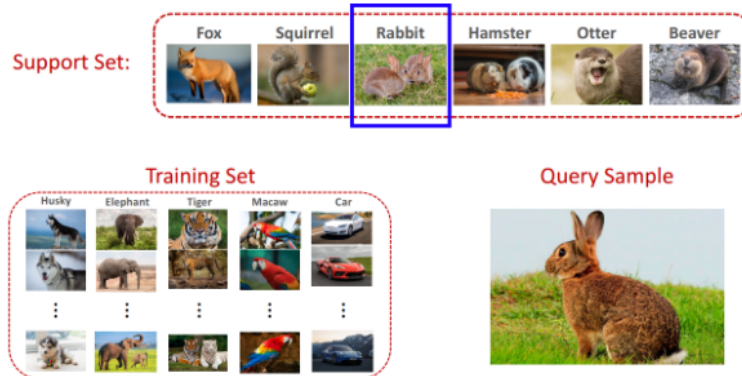 Fox Squirrel Rabbit Hamster Otter Beaver
Support Set:
Training Set
Query Sample
Husky Elephant Tiger Macaw Car